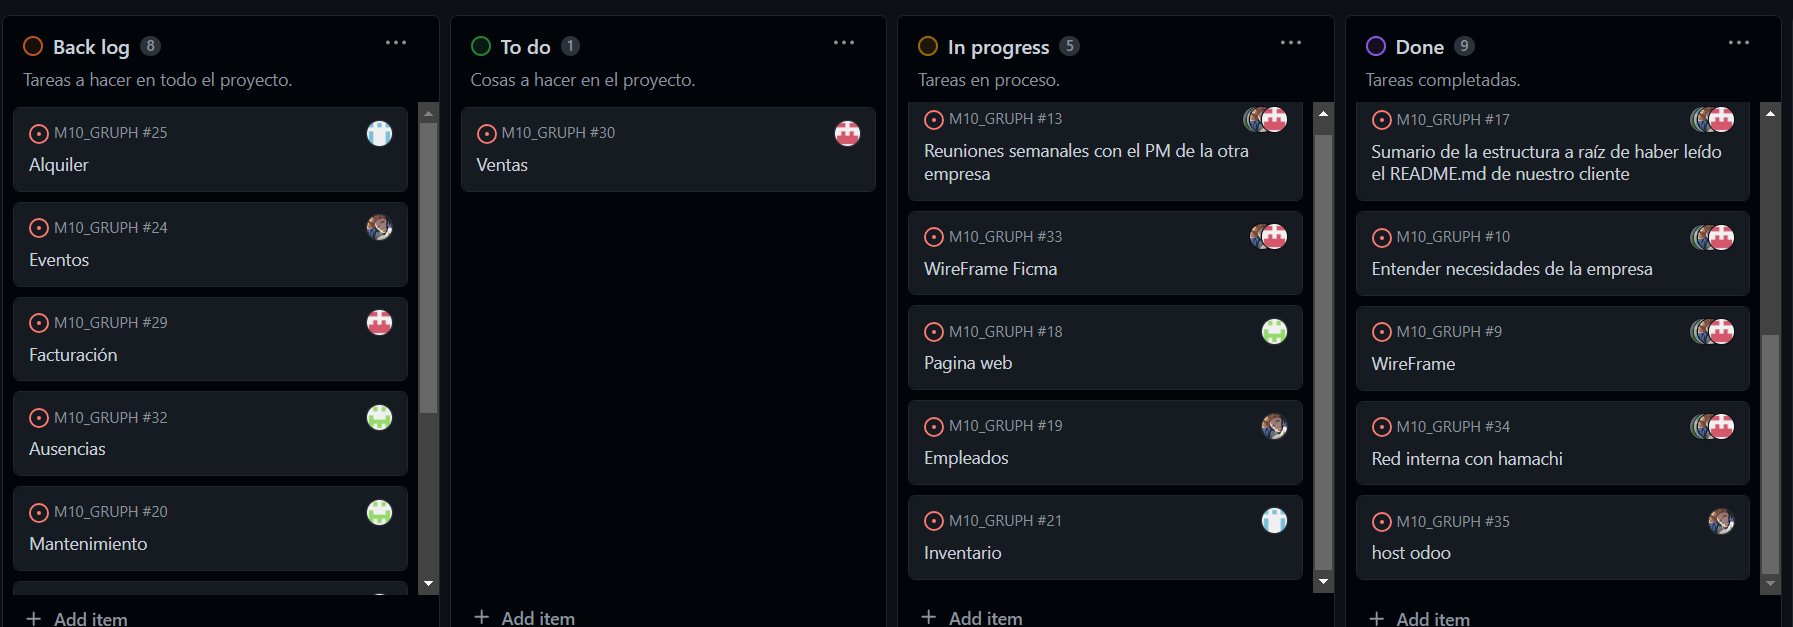 Back log 8
Tareas a hacer en todo el proyecto.
M10_GRUPH #25
Alquiler
M10_GRUPH #24
Eventos
M10_GRUPH #29
Facturación
M10_GRUPH #32
Ausencias
M10_GRUPH #20
Mantenimiento
+ Add item
To do 1
Cosas a hacer en el proyecto.
M10_GRUPH #30
Ventas
+ Add item
In progress 5
Tareas en proceso.
M10_GRUPH #13
Reuniones semanales con el PM de la otra
empresa
M10_GRUPH #33
WireFrame Ficma
M10_GRUPH #18
Pagina web
M10_GRUPH #19
Empleados
M10_GRUPH #21
Inventario
+ Add item
Done 9
Tareas completadas.
M10_GRUPH #17
Sumario de la estructura a raíz de haber leído
el README.md de nuestro cliente
M10_GRUPH #10
Entender necesidades de la empresa
M10_GRUPH #9
WireFrame
M10_GRUPH #34
Red interna con hamachi
M10_GRUPH #35
host odoo
+ Add item